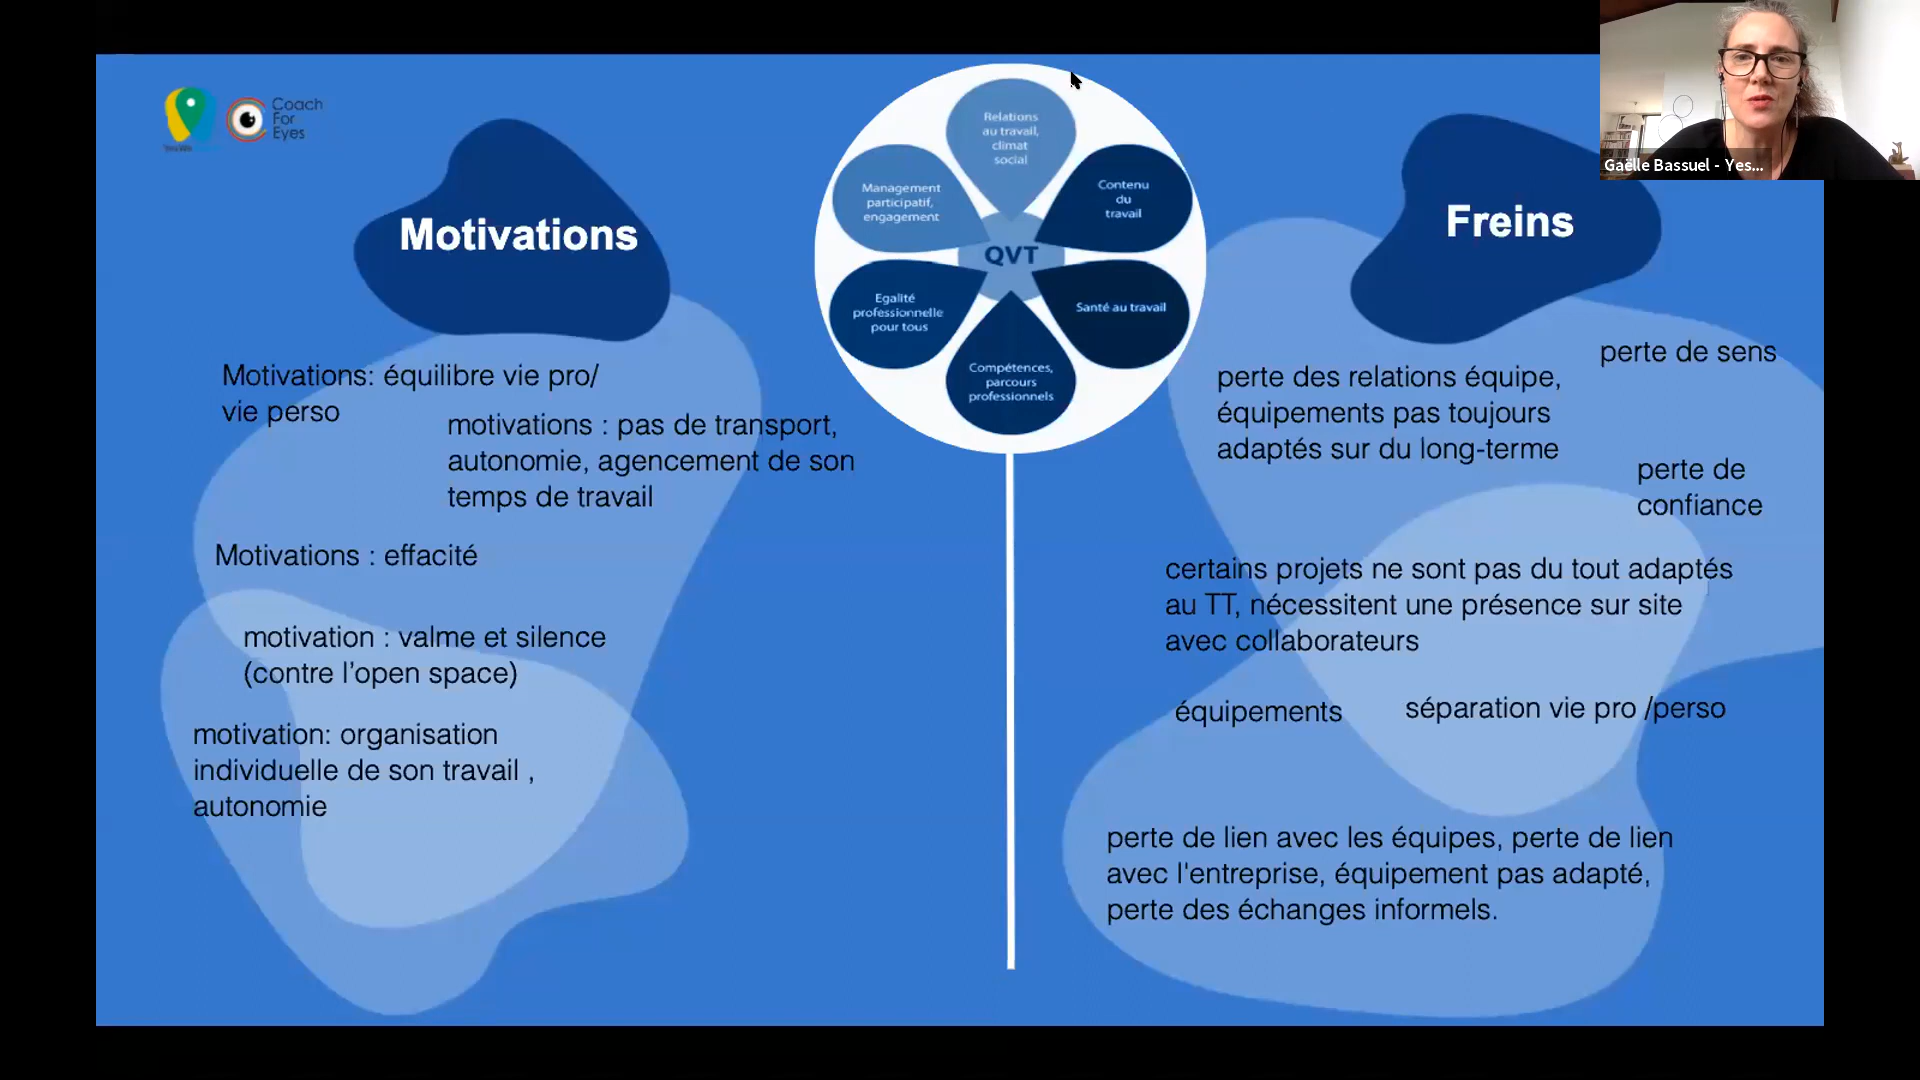 Coach
For
Eyes
Gaëlle Bassuel - Yes...
Relations
au travail,
climat
social
Management
participatif,
engagement
Contenu
du
travail
QVT
Egalité
professionnelle
pour tous
Santé au travail
Compétences,
parcours
professionnels
Motivations
Motivations: équilibre vie pro/
vie perso
motivations : pas de transport,
autonomie, agencement de son
temps de travail
Motivations : effacité
motivation : valme et silence
(contre l'open space)
motivation: organisation
individuelle de son travail ,
autonomie
Freins
perte de sens
perte des relations équipe,
équipements pas toujours
adaptés sur du long-terme
perte de
confiance
certains projets ne sont pas du tout adaptés
au TT, nécessitent une présence sur site
avec collaborateurs
équipements
séparation vie pro /perso
perte de lien avec les équipes, perte de lien
avec l'entreprise, équipement pas adapté,
perte des échanges informels.